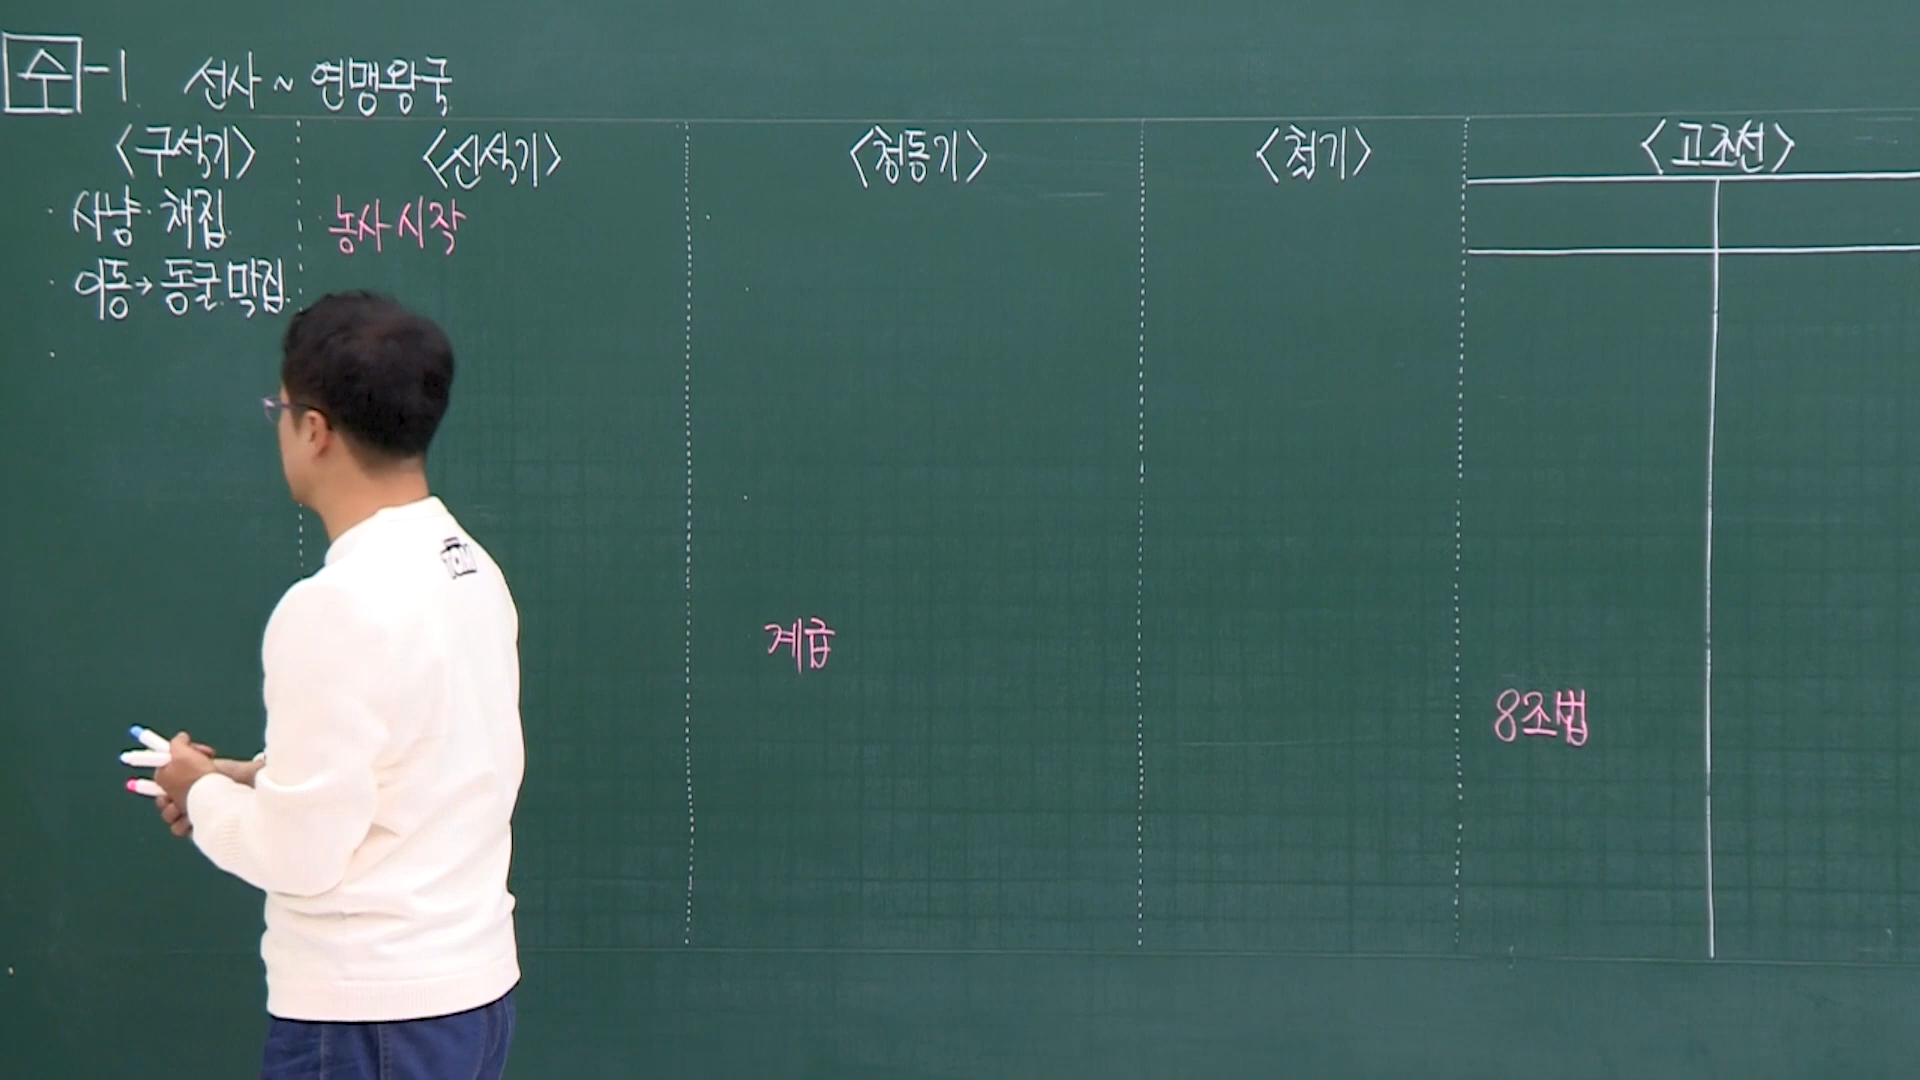 수-1 선사 ~ 연맹왕국
<구석기>
· 사냥·채집
· 이동→동굴.막집.
<신석기>
· 농사 시작
<청동기>
계급
<철기>
<고조선>
8조법